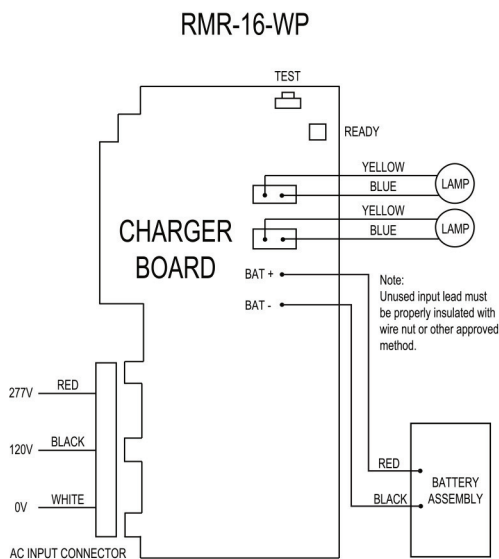 RMR-16-WP
TEST
READY
YELLOW
BLUE
LAMP
YELLOW
BLUE
LAMP
CHARGER
BOARD
BAT +
BAT -
Note:
Unused input lead must
be properly insulated with
wire nut or other approved
method.
277V
RED
120V
BLACK
0V
WHITE
AC INPUT CONNECTOR
RED
BLACK
BATTERY
ASSEMBLY